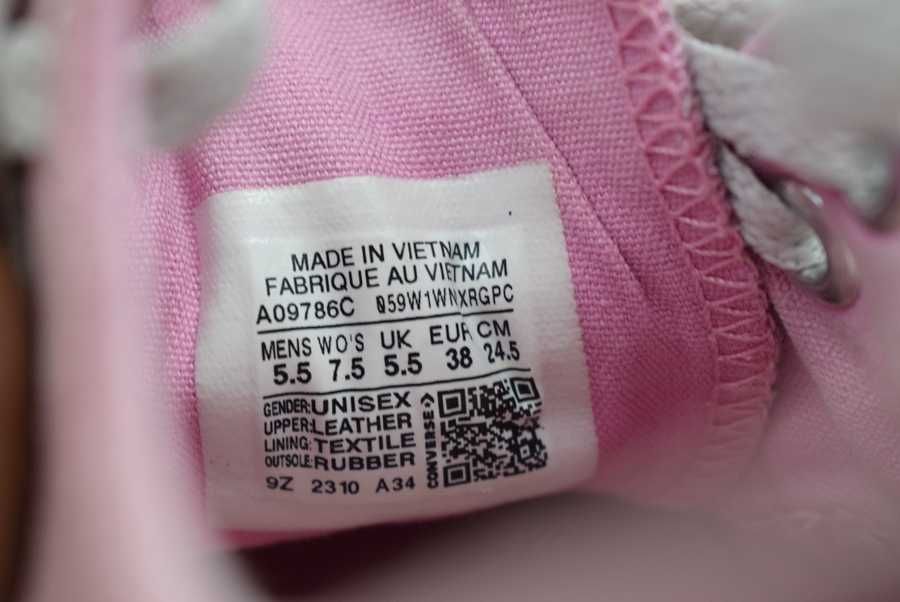 MADE IN VIETNAM
FABRIQUE AU VIETNAM
A09786C 059W1WNXRGPC
MENS WO'S UK EUR CM
5.5 7.5 5.5 38 24.5
GENDER:UNISEX
UPPER:LEATHER
LINING:TEXTILE
OUTSOLE:RUBBER
CONVERSE
9Z 2310 A34